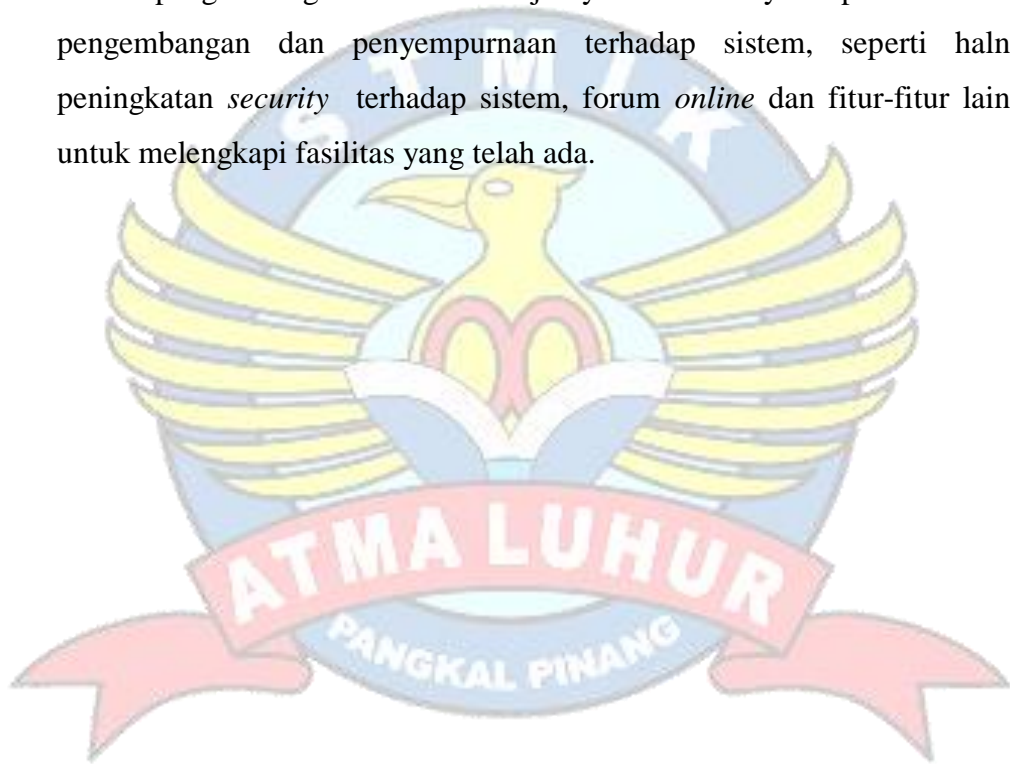 pengembangan dan penyempurnaan terhadap sistem, seperti haln
peningkatan security terhadap sistem, forum online dan fitur-fitur lain
untuk melengkapi fasilitas yang telah ada.
STMIK
ATMA LUHUR
PANGKAL PINANG